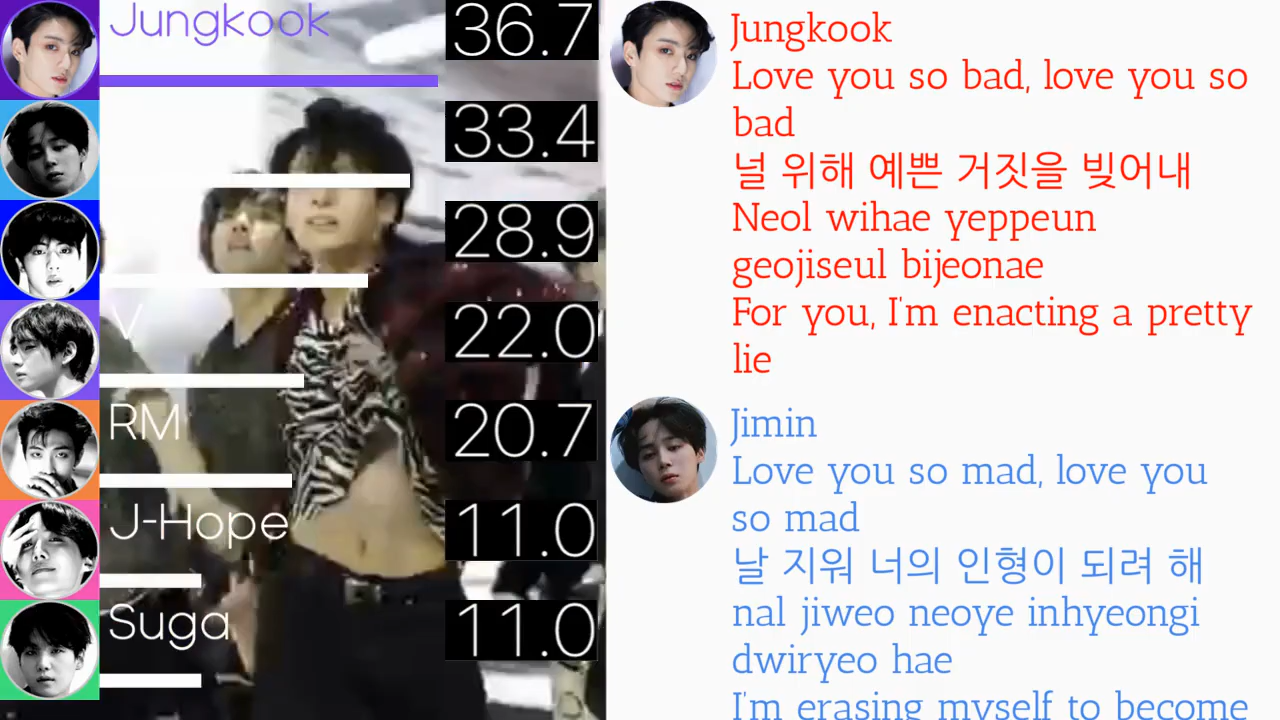 Jungkook
36.7
33.4
28.9
V
22.0
RM
20.7
J-Hope
11.0
Suga
11.0
Jungkook
Love you so bad, love you so
bad
널 위해 예쁜 거짓을 빚어내
Neol wihae yeppeun
geojiseul bijeonae
For you, I'm enacting a pretty
lie
Jimin
Love you so mad, love you
so mad
날 지워 너의 인형이 되려 해
nal jiweo neoye inhyeongi
dwiryeo hae
I'm erasing myself to become